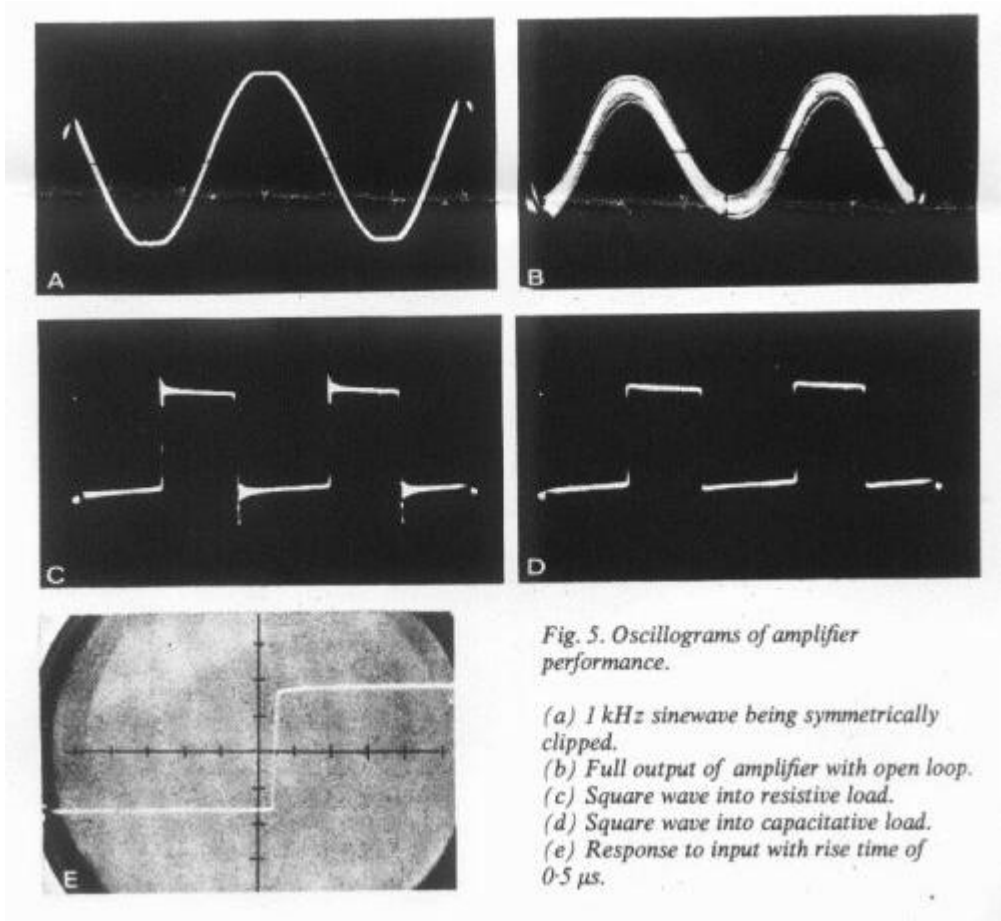 A
B
C
D
E
Fig. 5. Oscillograms of amplifier
performance.
(a) 1 kHz sinewave being symmetrically
clipped.
(b) Full output of amplifier with open loop.
(c) Square wave into resistive load.
(d) Square wave into capacitative load.
(e) Response to input with rise time of
0·5 μs.